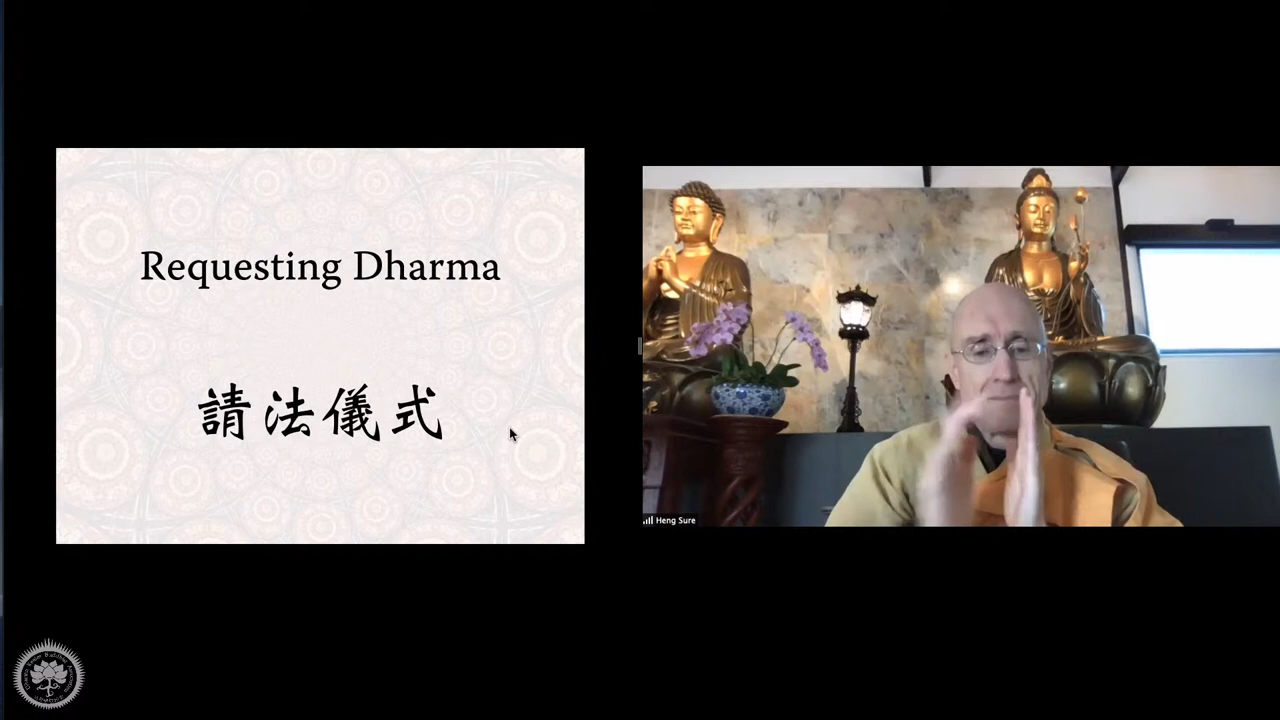 Requesting Dharma
請法儀式
Heng Sure